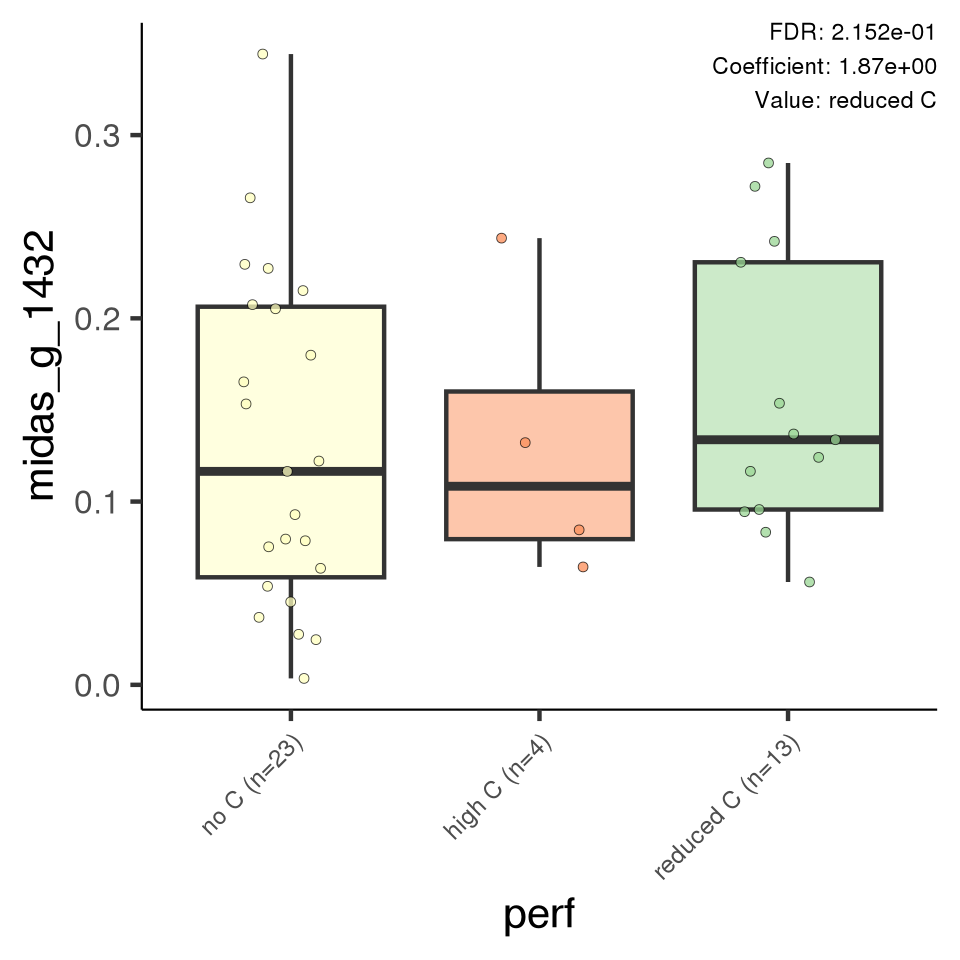 FDR: 2.152e-01
Coefficient: 1.87e+00
Value: reduced C
midas_g_1432
0.3
0.2
0.1
0.0
no C (n=23)
high C (n=4)
reduced C (n=13)
perf